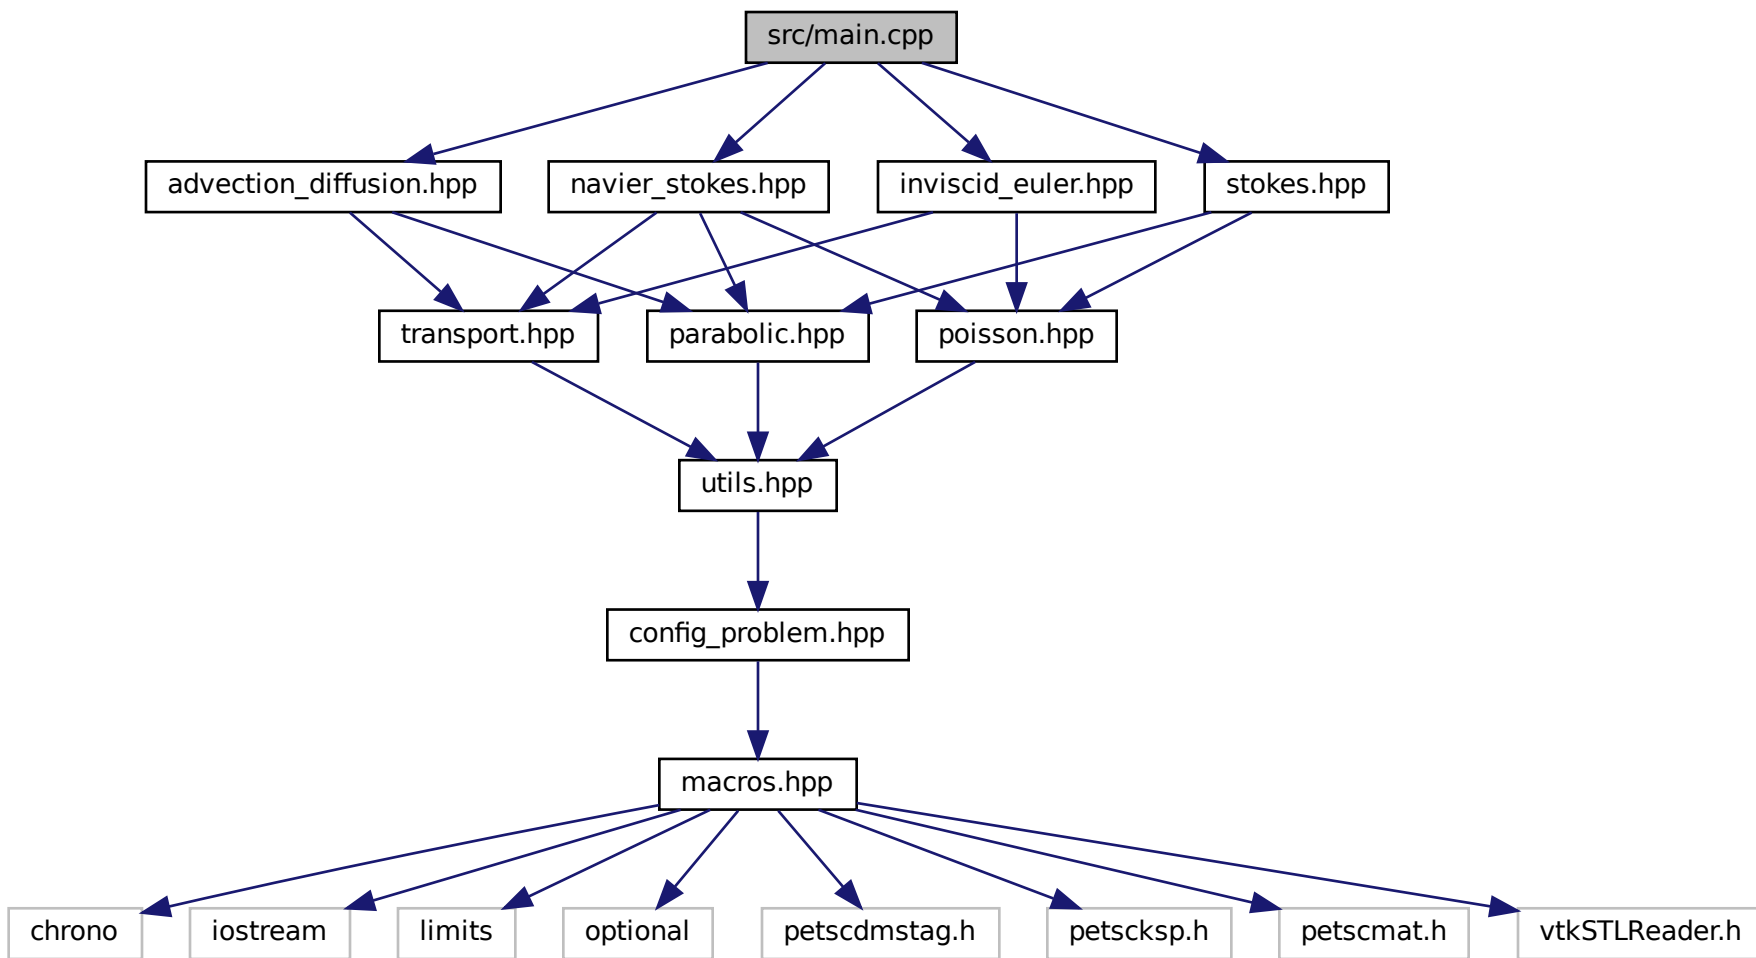 src/main.cpp
advection_diffusion.hpp
navier_stokes.hpp
inviscid_euler.hpp
stokes.hpp
transport.hpp
parabolic.hpp
poisson.hpp
utils.hpp
config_problem.hpp
macros.hpp
chrono
iostream
limits
optional
petscdmstag.h
petscksp.h
petscmat.h
vtkSTLReader.h